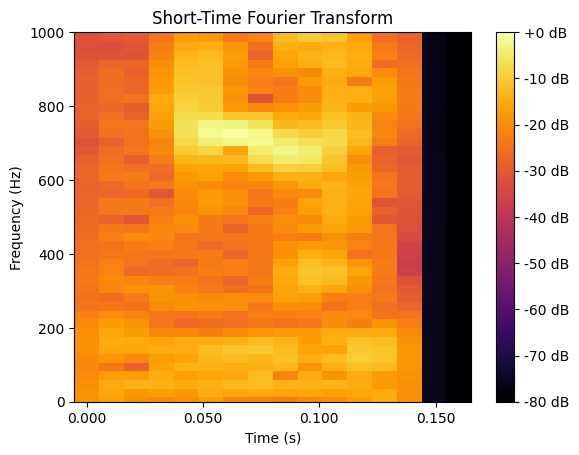 Short-Time Fourier Transform
Frequency (Hz)
1000
800
600
400
200
0
0.000
0.050
0.100
0.150
Time (s)
+0 dB
-10 dB
-20 dB
-30 dB
-40 dB
-50 dB
-60 dB
-70 dB
-80 dB